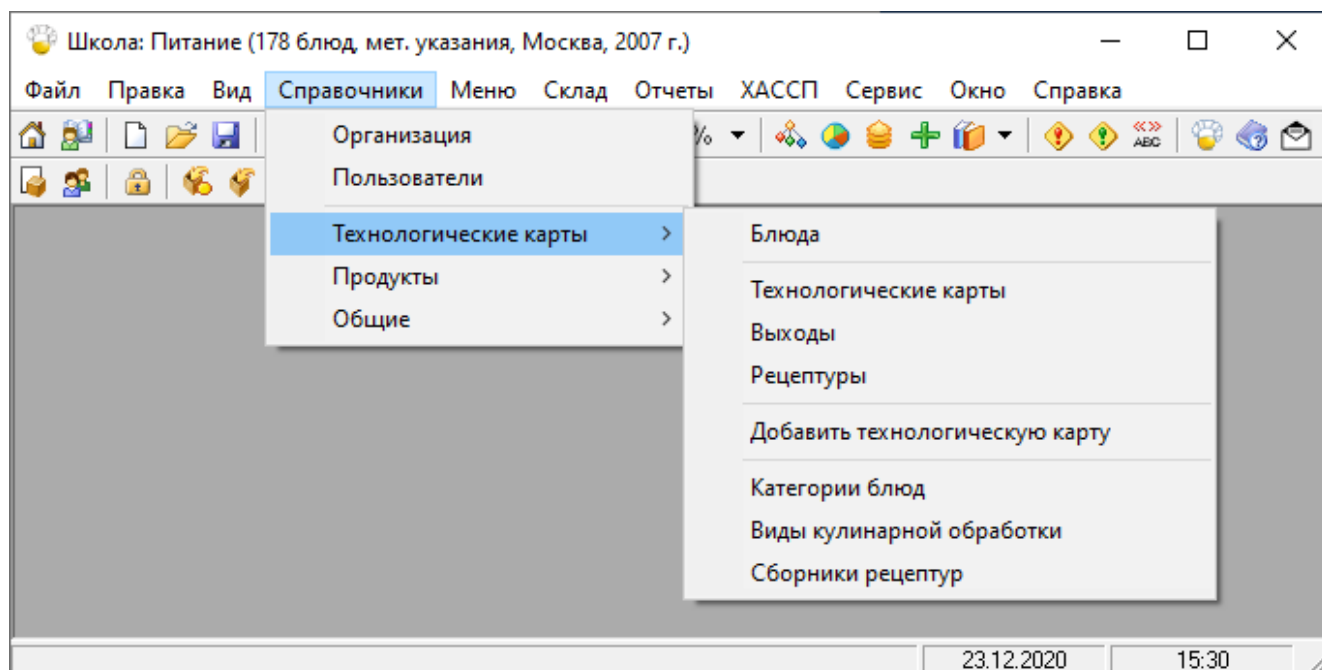 Школа: Питание (178 блюд, мет. указания, Москва, 2007 г.)
Файл Правка Вид Справочники Меню Склад Отчеты ХАССП Сервис Окно Справка
Организация
%
ABC
Пользователи
Технологические карты
Продукты
Общие
Блюда
Технологические карты
Выходы
Рецептуры
Добавить технологическую карту
Категории блюд
Виды кулинарной обработки
Сборники рецептур
23.12.2020 15:30